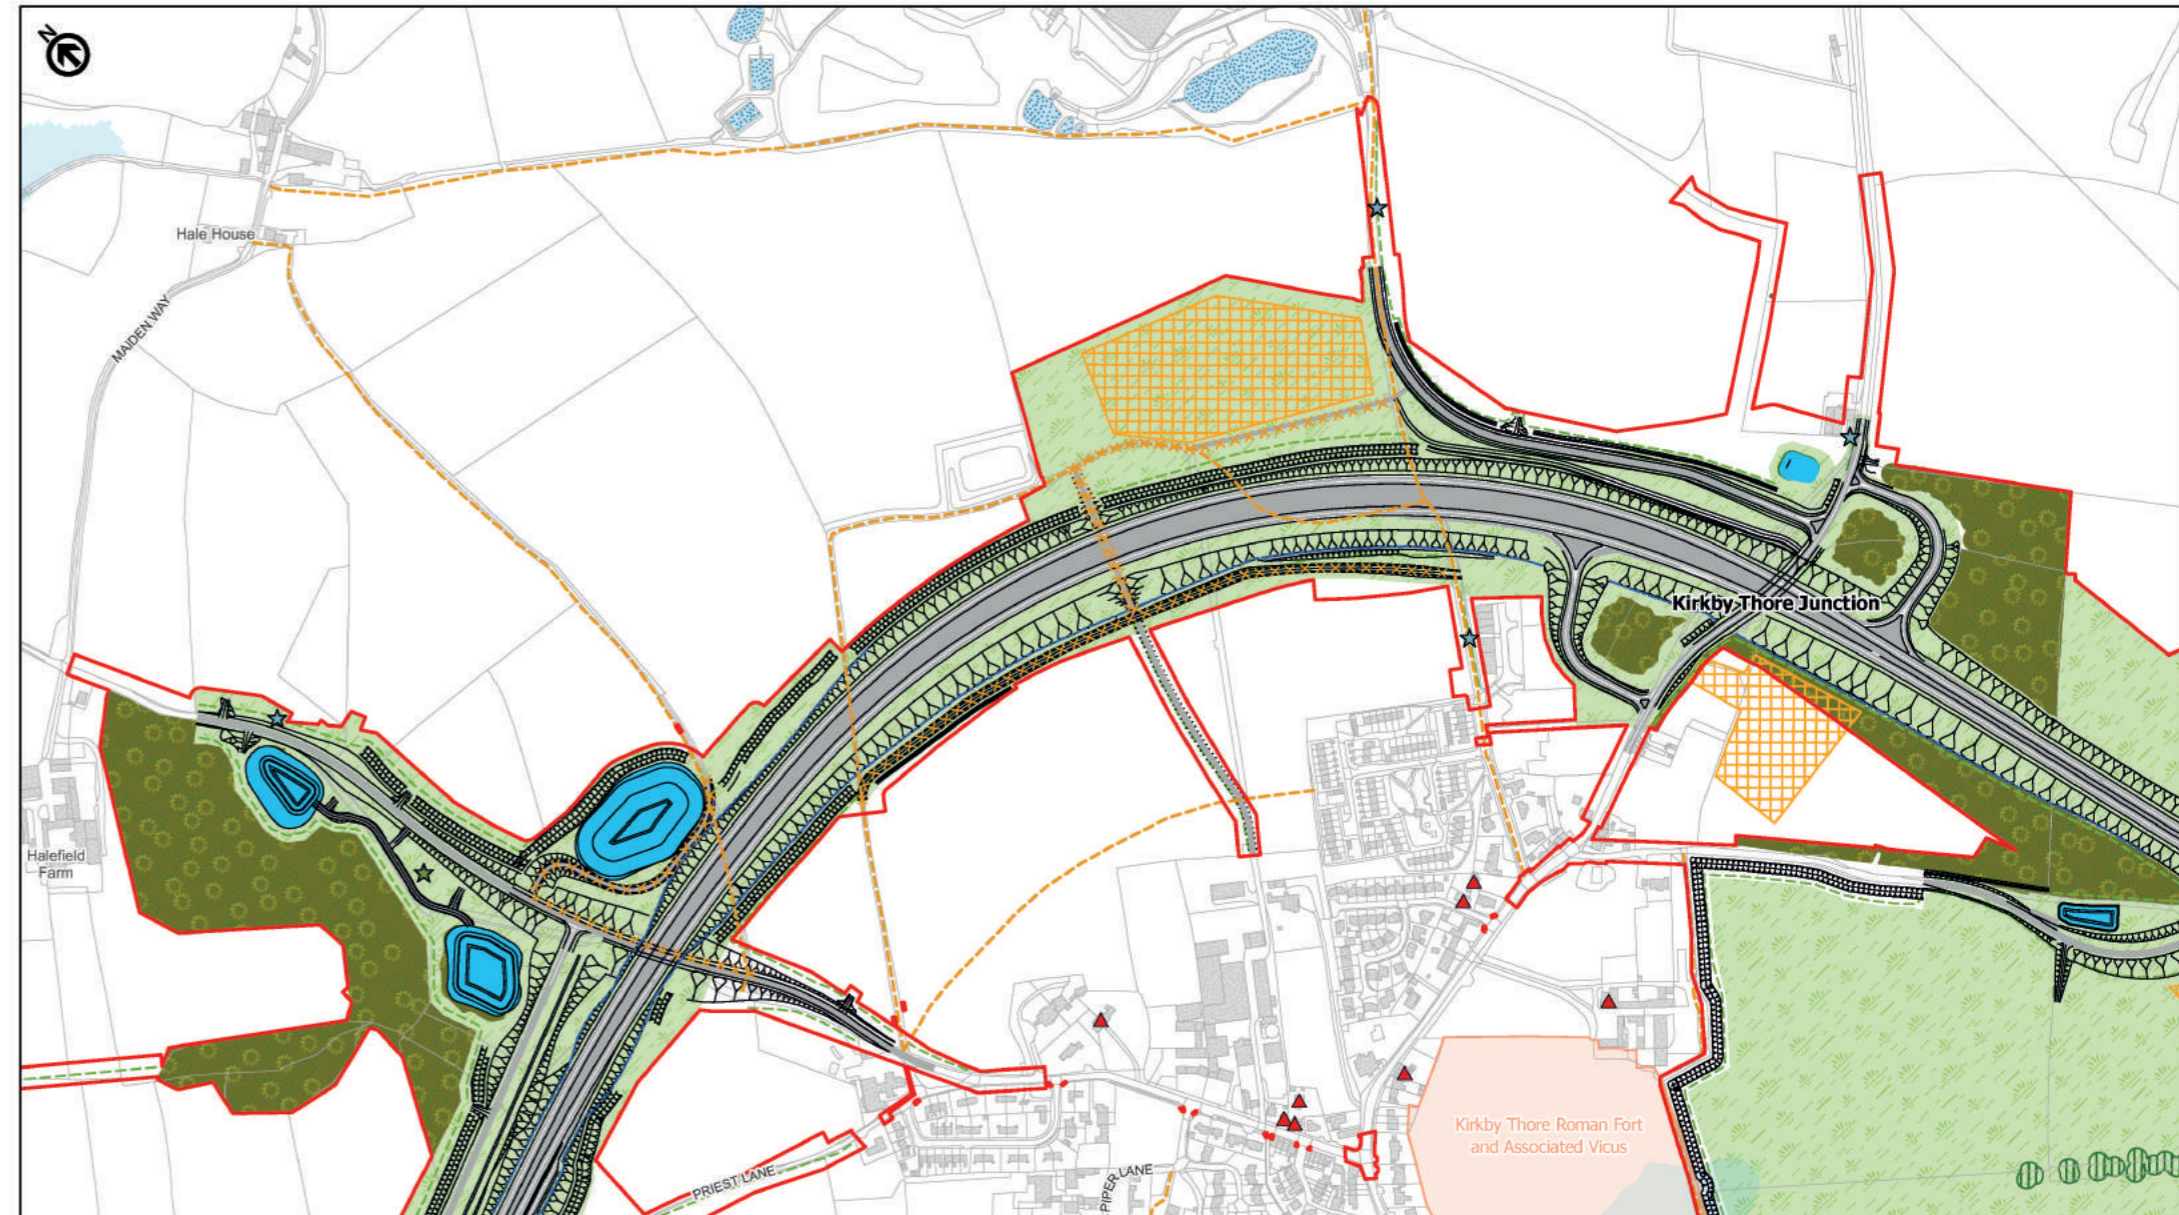 N
Hale House
MAIDEN WAY
Kirkby Thore Junction
Halefield
Farm
Kirkby Thore Roman Fort
and Associated Vicus
PRIEST LANE
PIPER LANE